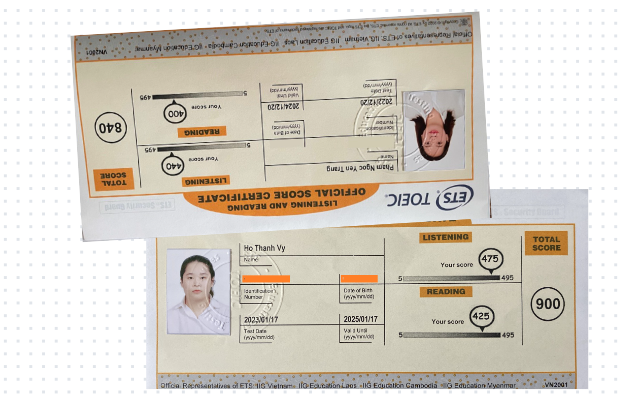 ETS TOEIC
LISTENING AND READING
OFFICIAL SCORE CERTIFICATE
Pham Ngoc Yen Trang
Name
Identification
Number
Date of Birth
(yyyy/mm/dd)
2022/12/20
2024/12/20
Test Date
(yyyy/mm/dd)
Valid Until
(yyyy/mm/dd)
LISTENING
Your score
440
5
495
READING
Your score
400
5
495
TOTAL
SCORE
840
Official Representatives of ETS: IIG Vietnam · IIG Education Laos · IIG Education Cambodia · IIG Education Myanmar
VN2001
Ho Thanh Vy
Name
Identification
Number
Date of Birth
(yyyy/mm/dd)
2023/01/17
2025/01/17
Test Date
(yyyy/mm/dd)
Valid Until
(yyyy/mm/dd)
LISTENING
Your score
475
5
495
READING
Your score
425
5
495
TOTAL
SCORE
900
Official Representatives of ETS: IIG Vietnam · IIG Education Laos · IIG Education Cambodia · IIG Education Myanmar
VN2001